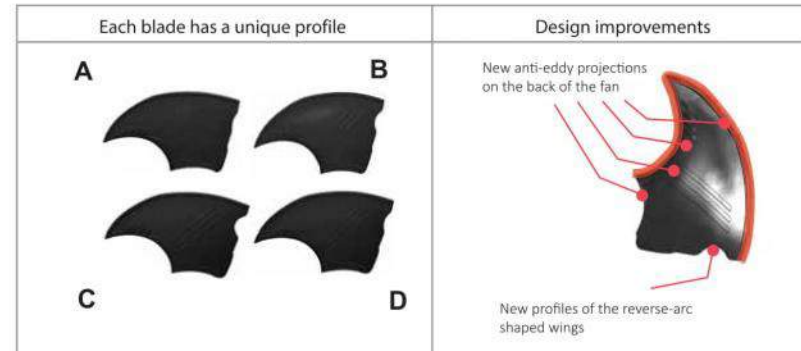 Each blade has a unique profile
Design improvements
A
B
C
D
New anti-eddy projections
on the back of the fan
New profiles of the reverse-arc
shaped wings